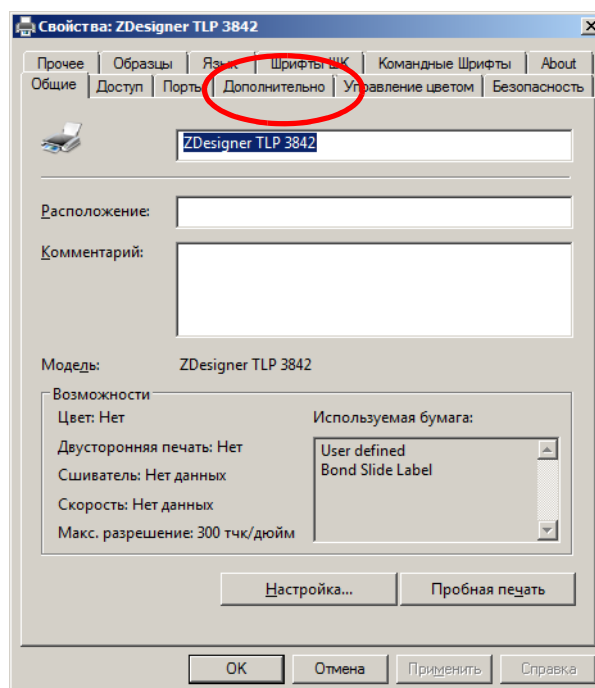 Свойства: ZDesigner TLP 3842
Прочее Образцы Язык Шрифты ШК Командные Шрифты About
Общие Доступ Порты Дополнительно Управление цветом Безопасность
ZDesigner TLP 3842
Расположение:
Комментарий:
Модель: ZDesigner TLP 3842
Возможности
Цвет: Нет Используемая бумага:
Двусторонняя печать: Нет User defined
Сшиватель: Нет данных Bond Slide Label
Скорость: Нет данных
Макс. разрешение: 300 тчк/дюйм
Настройка... Пробная печать
OK Отмена Применить Справка